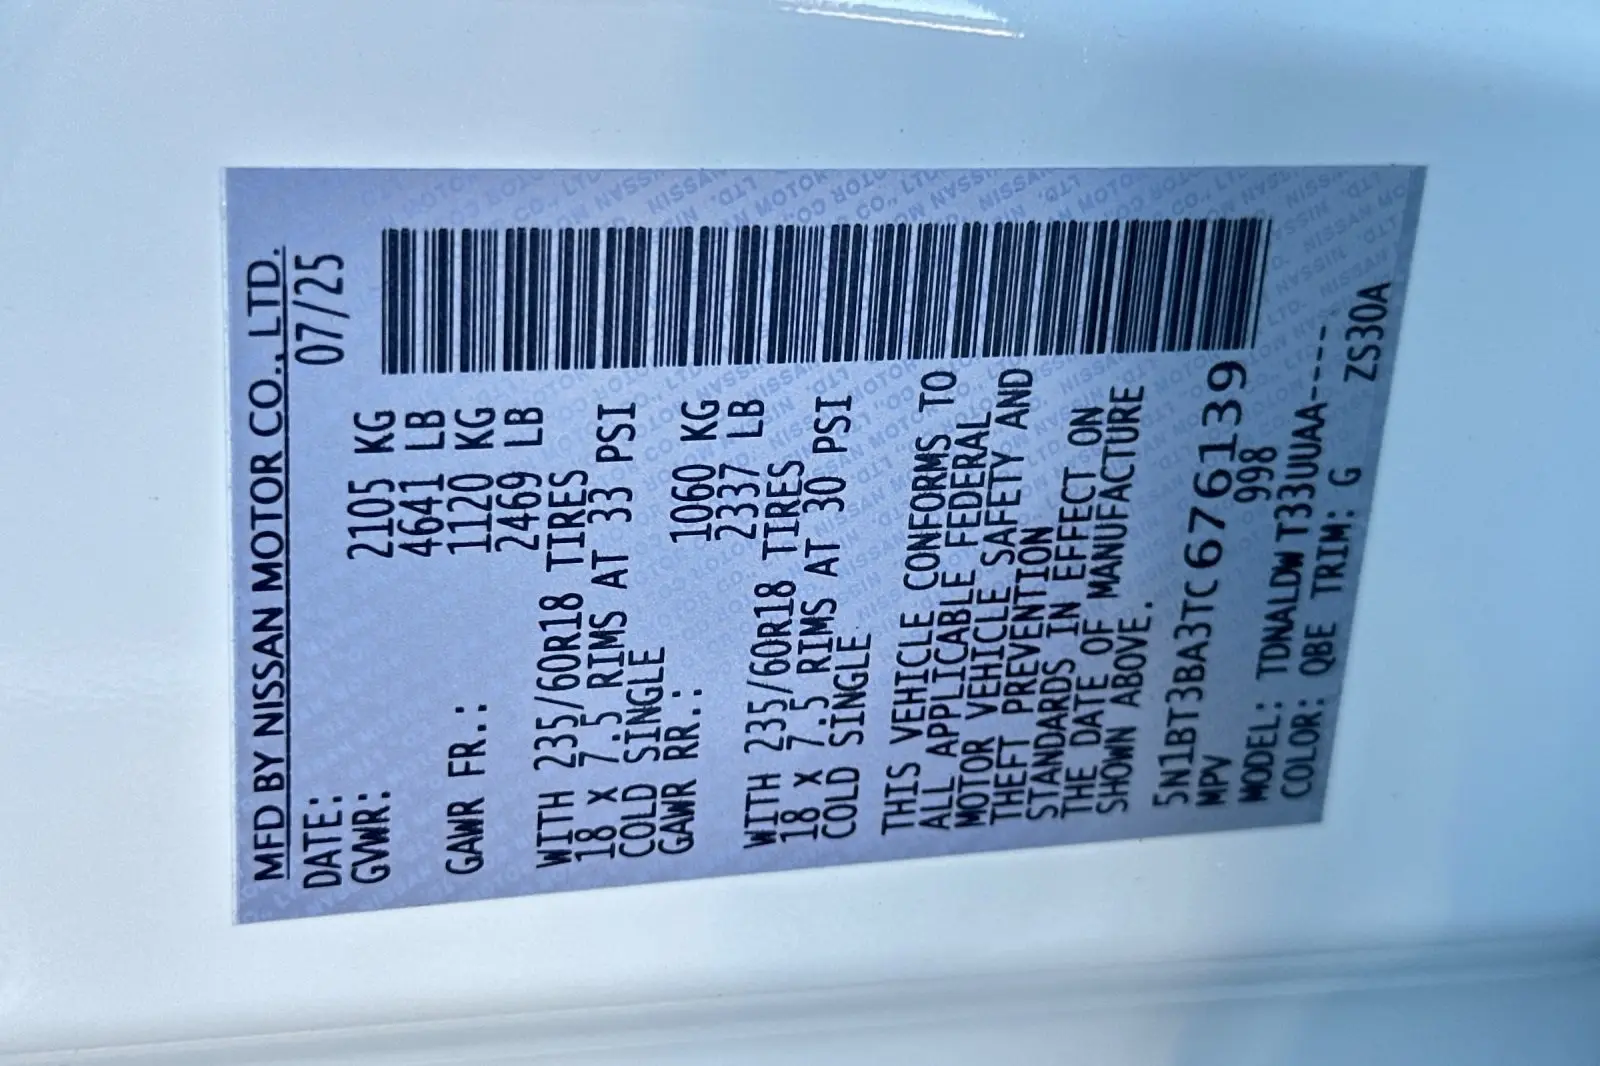 MFD BY NISSAN MOTOR CO., LTD.
DATE: 07/25
GVWR: 2105 KG
4641 LB
GAWR FR.: 1120 KG
2469 LB
WITH 235/60R18 TIRES
18 X 7.5 RIMS AT 33 PSI
COLD SINGLE
GAWR RR.: 1060 KG
2337 LB
WITH 235/60R18 TIRES
18 X 7.5 RIMS AT 30 PSI
COLD SINGLE
THIS VEHICLE CONFORMS TO
ALL APPLICABLE FEDERAL
MOTOR VEHICLE SAFETY AND
THEFT PREVENTION
STANDARDS IN EFFECT ON
THE DATE OF MANUFACTURE
SHOWN ABOVE.
5N1BT3BA3TC676139
MPV 998
MODEL: TDNALDW T33UUAA----
COLOR: QBE TRIM: G ZS30A